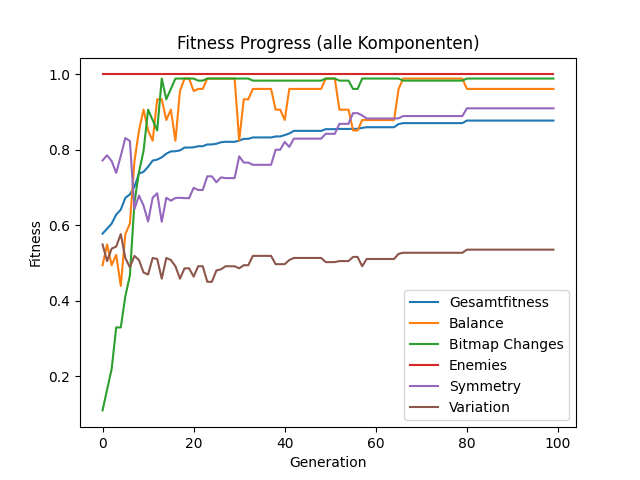 Fitness Progress (alle Komponenten)
1.0
0.8
0.6
0.4
0.2
Fitness
0
20
40
60
80
100
Generation
Gesamtfitness
Balance
Bitmap Changes
Enemies
Symmetry
Variation